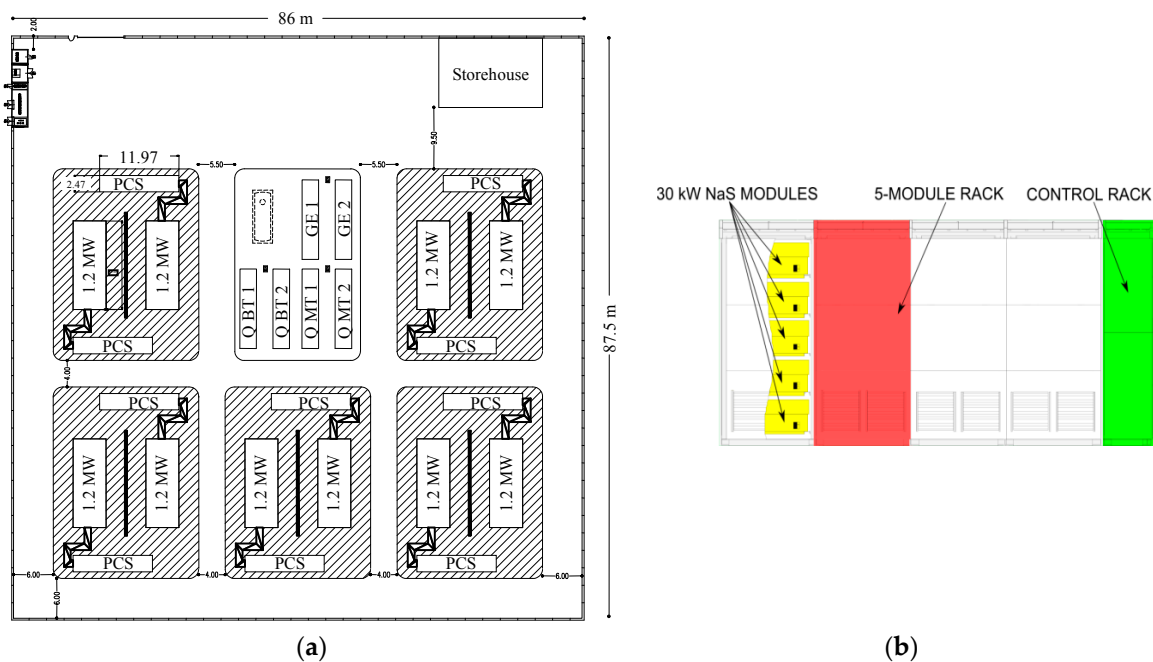 86 m
2.00
Storehouse
9.50
11.97
5.50
5.50
2.47
PCS
PCS
GE 1
GE 2
30 kW NaS MODULES
5-MODULE RACK
CONTROL RACK
1.2 MW
1.2 MW
1.2 MW
1.2 MW
Q BT 1
Q BT 2
Q MT 1
Q MT 2
87.5 m
PCS
PCS
4.00
PCS
PCS
PCS
1.2 MW
1.2 MW
1.2 MW
1.2 MW
1.2 MW
1.2 MW
PCS
PCS
PCS
6.00
4.00
4.00
6.00
6.00
(a)
(b)